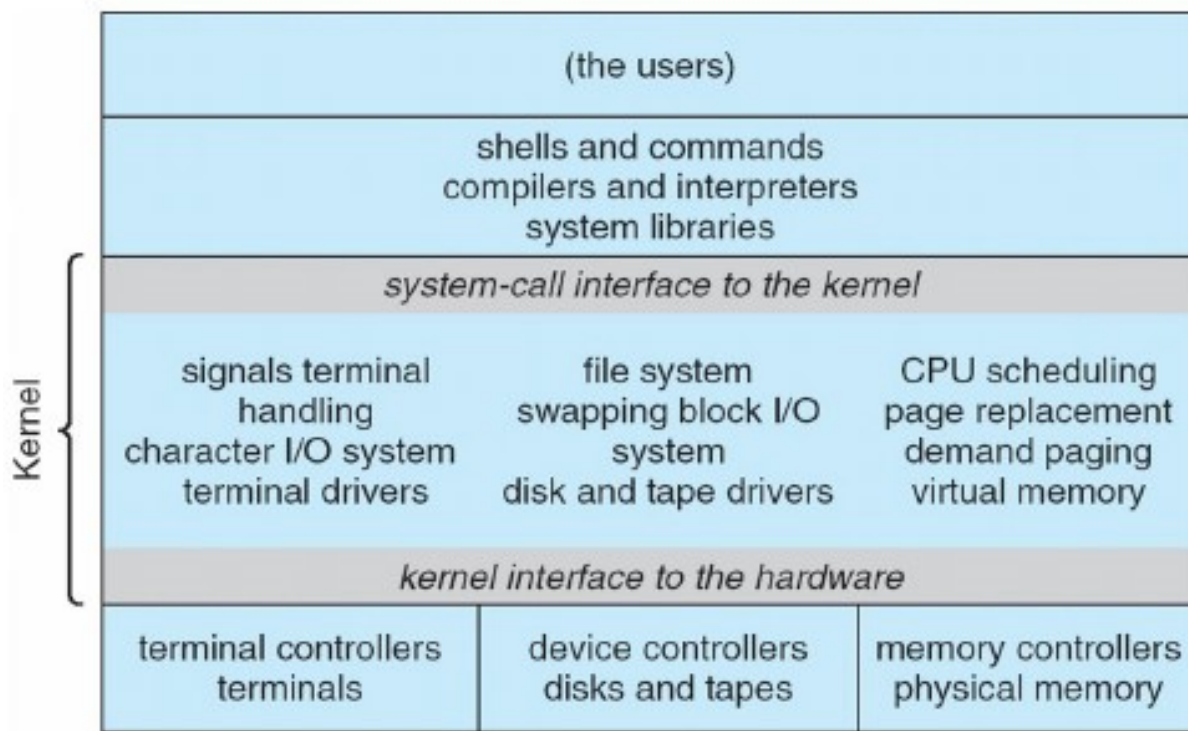 (the users)
shells and commands
compilers and interpreters
system libraries
Kernel
system-call interface to the kernel
signals terminal
handling
character I/O system
terminal drivers
file system
swapping block I/O
system
disk and tape drivers
CPU scheduling
page replacement
demand paging
virtual memory
kernel interface to the hardware
terminal controllers
terminals
device controllers
disks and tapes
memory controllers
physical memory